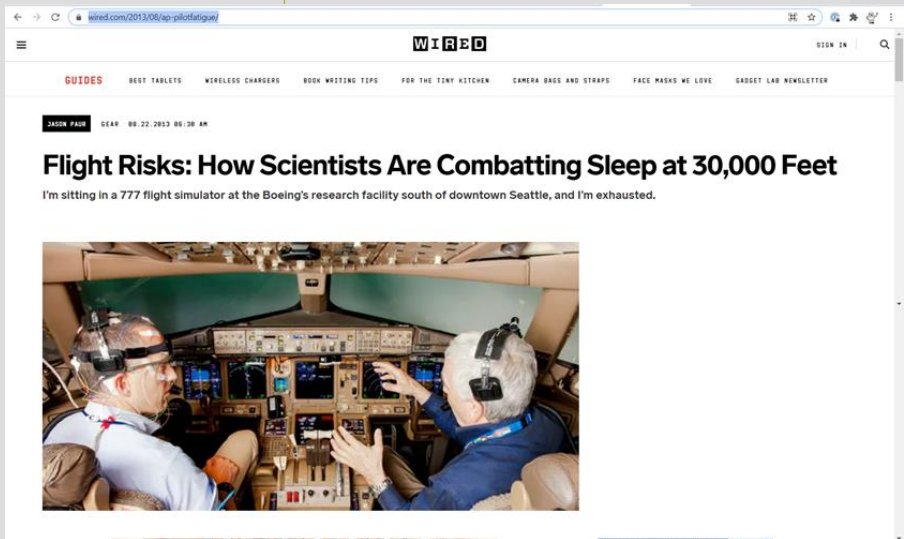 wired.com/2013/08/ap-pilotfatigue/
WIRED
SIGN IN
GUIDES BEST TABLETS WIRELESS CHARGERS BOOK WRITING TIPS FOR THE TINY KITCHEN CAMERA BAGS AND STRAPS FACE MASKS WE LOVE GADGET LAB NEWSLETTER
JASON PAUR GEAR 08.22.2013 06:30 AM
Flight Risks: How Scientists Are Combatting Sleep at 30,000 Feet
I'm sitting in a 777 flight simulator at the Boeing's research facility south of downtown Seattle, and I'm exhausted.